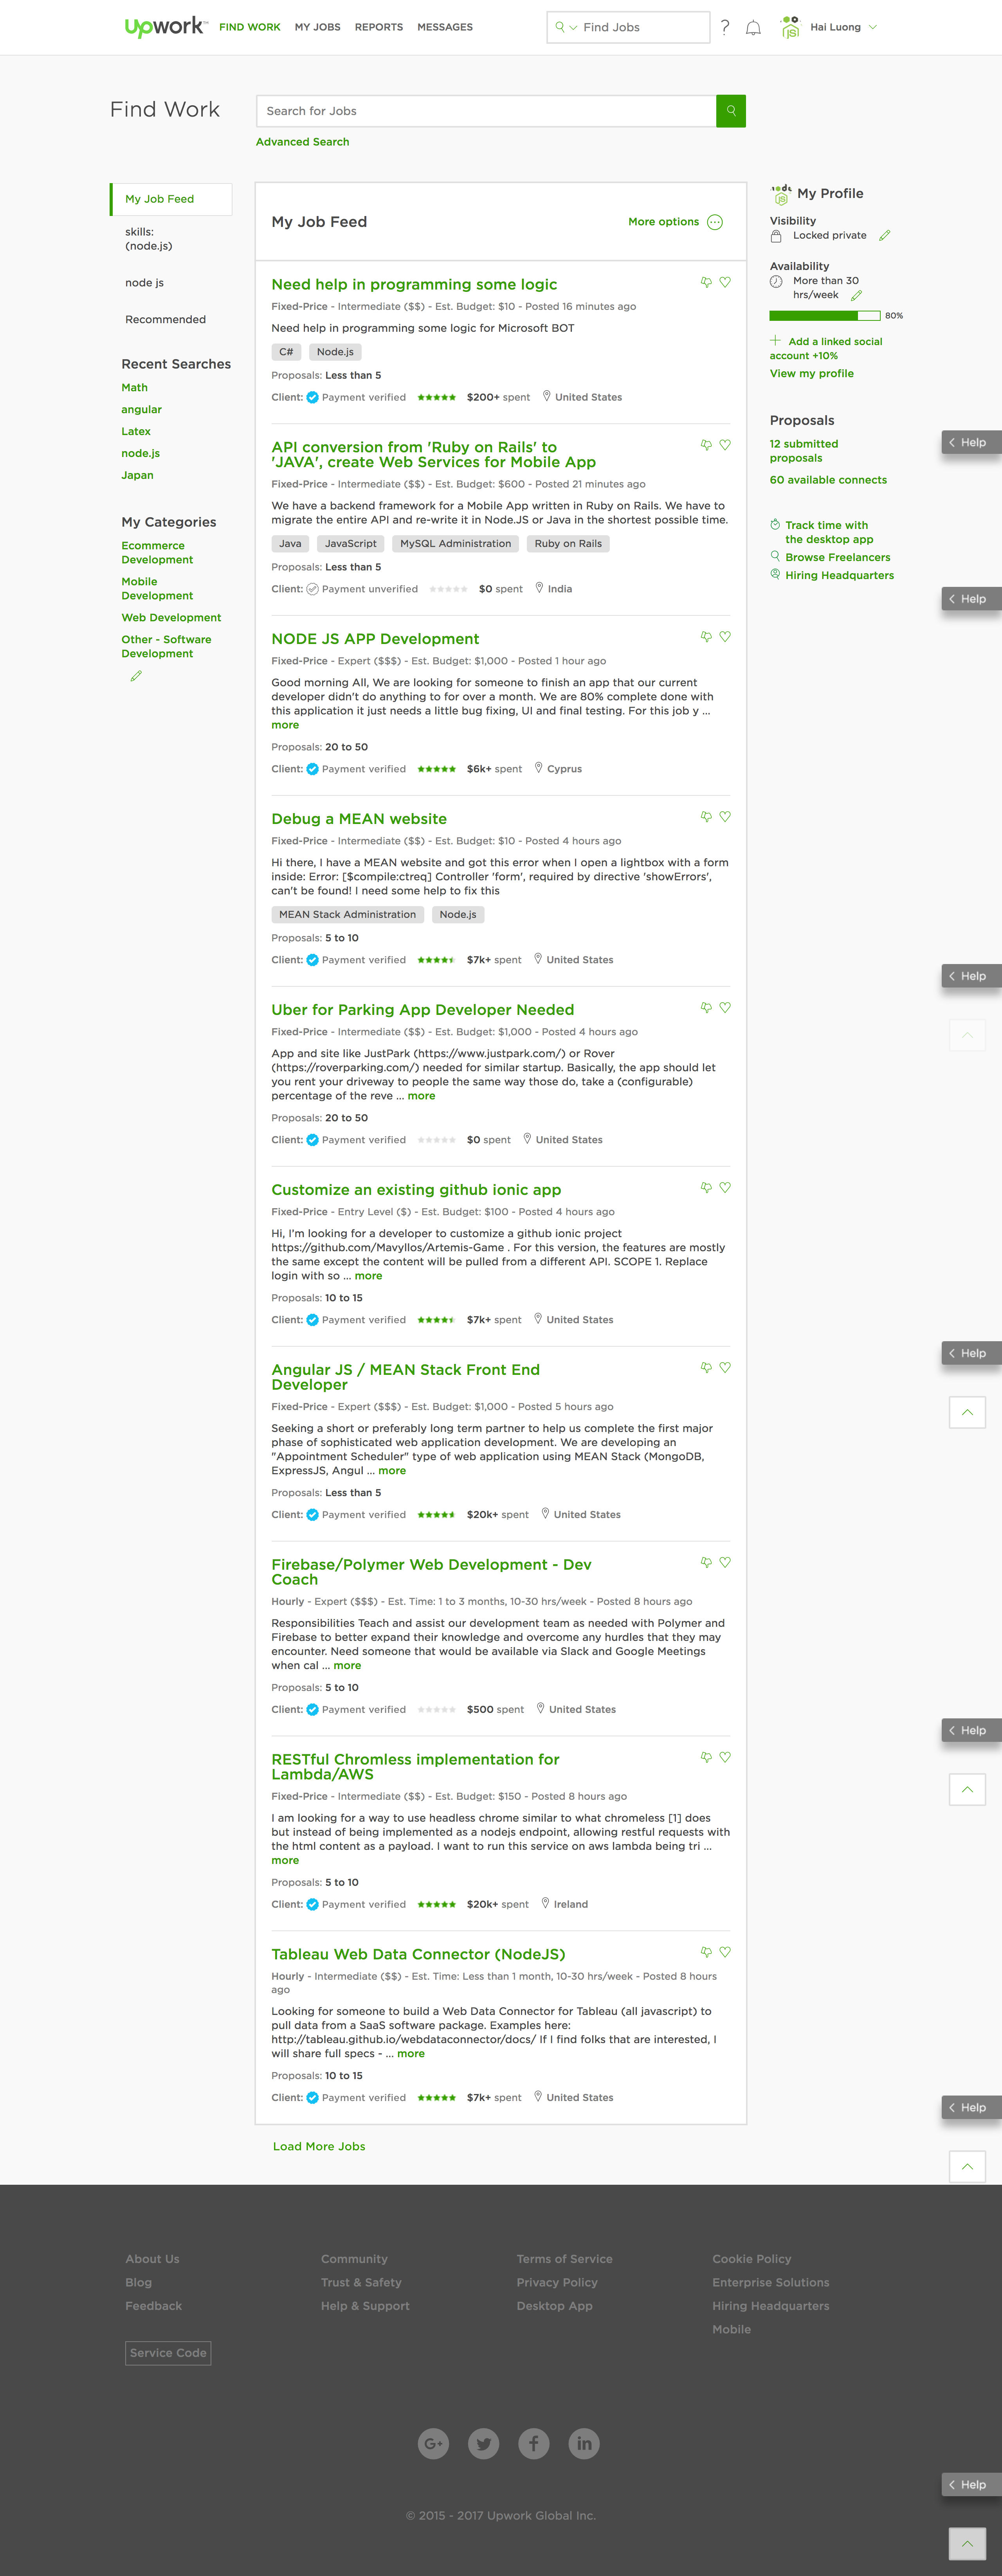 Upwork™ FIND WORK MY JOBS REPORTS MESSAGES Find Jobs ? Hai Luong
Find Work
Search for Jobs
Advanced Search
My Job Feed
skills:
(node.js)
node js
Recommended
Recent Searches
Math
angular
Latex
node.js
Japan
My Categories
Ecommerce
Development
Mobile
Development
Web Development
Other - Software
Development
My Job Feed More options
Need help in programming some logic
Fixed-Price - Intermediate ($$) - Est. Budget: $10 - Posted 16 minutes ago
Need help in programming some logic for Microsoft BOT
C# Node.js
Proposals: Less than 5
Client: Payment verified $200+ spent United States
API conversion from 'Ruby on Rails' to
'JAVA', create Web Services for Mobile App
Fixed-Price - Intermediate ($$) - Est. Budget: $600 - Posted 21 minutes ago
We have a backend framework for a Mobile App written in Ruby on Rails. We have to
migrate the entire API and re-write it in Node.JS or Java in the shortest possible time.
Java JavaScript MySQL Administration Ruby on Rails
Proposals: Less than 5
Client: Payment unverified $0 spent India
NODE JS APP Development
Fixed-Price - Expert ($$$) - Est. Budget: $1,000 - Posted 1 hour ago
Good morning All, We are looking for someone to finish an app that our current
developer didn't do anything to for over a month. We are 80% complete done with
this application it just needs a little bug fixing, UI and final testing. For this job y ...
more
Proposals: 20 to 50
Client: Payment verified $6k+ spent Cyprus
Debug a MEAN website
Fixed-Price - Intermediate ($$) - Est. Budget: $10 - Posted 4 hours ago
Hi there, I have a MEAN website and got this error when I open a lightbox with a form
inside: Error: [$compile:ctreq] Controller 'form', required by directive 'showErrors',
can't be found! I need some help to fix this
MEAN Stack Administration Node.js
Proposals: 5 to 10
Client: Payment verified $7k+ spent United States
Uber for Parking App Developer Needed
Fixed-Price - Intermediate ($$) - Est. Budget: $1,000 - Posted 4 hours ago
App and site like JustPark (https://www.justpark.com/) or Rover
(https://roverparking.com/) needed for similar startup. Basically, the app should let
you rent your driveway to people the same way those do, take a (configurable)
percentage of the reve ... more
Proposals: 20 to 50
Client: Payment verified $0 spent United States
Customize an existing github ionic app
Fixed-Price - Entry Level ($) - Est. Budget: $100 - Posted 4 hours ago
Hi, I'm looking for a developer to customize a github ionic project
https://github.com/Mavyllos/Artemis-Game . For this version, the features are mostly
the same except the content will be pulled from a different API. SCOPE 1. Replace
login with so ... more
Proposals: 10 to 15
Client: Payment verified $7k+ spent United States
Angular JS / MEAN Stack Front End
Developer
Fixed-Price - Expert ($$$) - Est. Budget: $1,000 - Posted 5 hours ago
Seeking a short or preferably long term partner to help us complete the first major
phase of sophisticated web application development. We are developing an
"Appointment Scheduler" type of web application using MEAN Stack (MongoDB,
ExpressJS, Angul ... more
Proposals: Less than 5
Client: Payment verified $20k+ spent United States
Firebase/Polymer Web Development - Dev
Coach
Hourly - Expert ($$$) - Est. Time: 1 to 3 months, 10-30 hrs/week - Posted 8 hours ago
Responsibilities Teach and assist our development team as needed with Polymer and
Firebase to better expand their knowledge and overcome any hurdles that they may
encounter. Need someone that would be available via Slack and Google Meetings
when cal ... more
Proposals: 5 to 10
Client: Payment verified $500 spent United States
RESTful Chromless implementation for
Lambda/AWS
Fixed-Price - Intermediate ($$) - Est. Budget: $150 - Posted 8 hours ago
I am looking for a way to use headless chrome similar to what chromeless [1] does
but instead of being implemented as a nodejs endpoint, allowing restful requests with
the html content as a payload. I want to run this service on aws lambda being tri ...
more
Proposals: 5 to 10
Client: Payment verified $20k+ spent Ireland
Tableau Web Data Connector (NodeJS)
Hourly - Intermediate ($$) - Est. Time: Less than 1 month, 10-30 hrs/week - Posted 8 hours
ago
Looking for someone to build a Web Data Connector for Tableau (all javascript) to
pull data from a SaaS software package. Examples here:
http://tableau.github.io/webdataconnector/docs/ If I find folks that are interested, I
will share full specs - ... more
Proposals: 10 to 15
Client: Payment verified $7k+ spent United States
Load More Jobs
My Profile
Visibility
Locked private
Availability
More than 30
hrs/week
80%
Add a linked social
account +10%
View my profile
Proposals
12 submitted
proposals
60 available connects
Track time with
the desktop app
Browse Freelancers
Hiring Headquarters
Help
Help
Help
Help
Help
Help
Help
About Us Community Terms of Service Cookie Policy
Blog Trust & Safety Privacy Policy Enterprise Solutions
Feedback Help & Support Desktop App Hiring Headquarters
Mobile
Service Code
G+ f in
© 2015 - 2017 Upwork Global Inc.